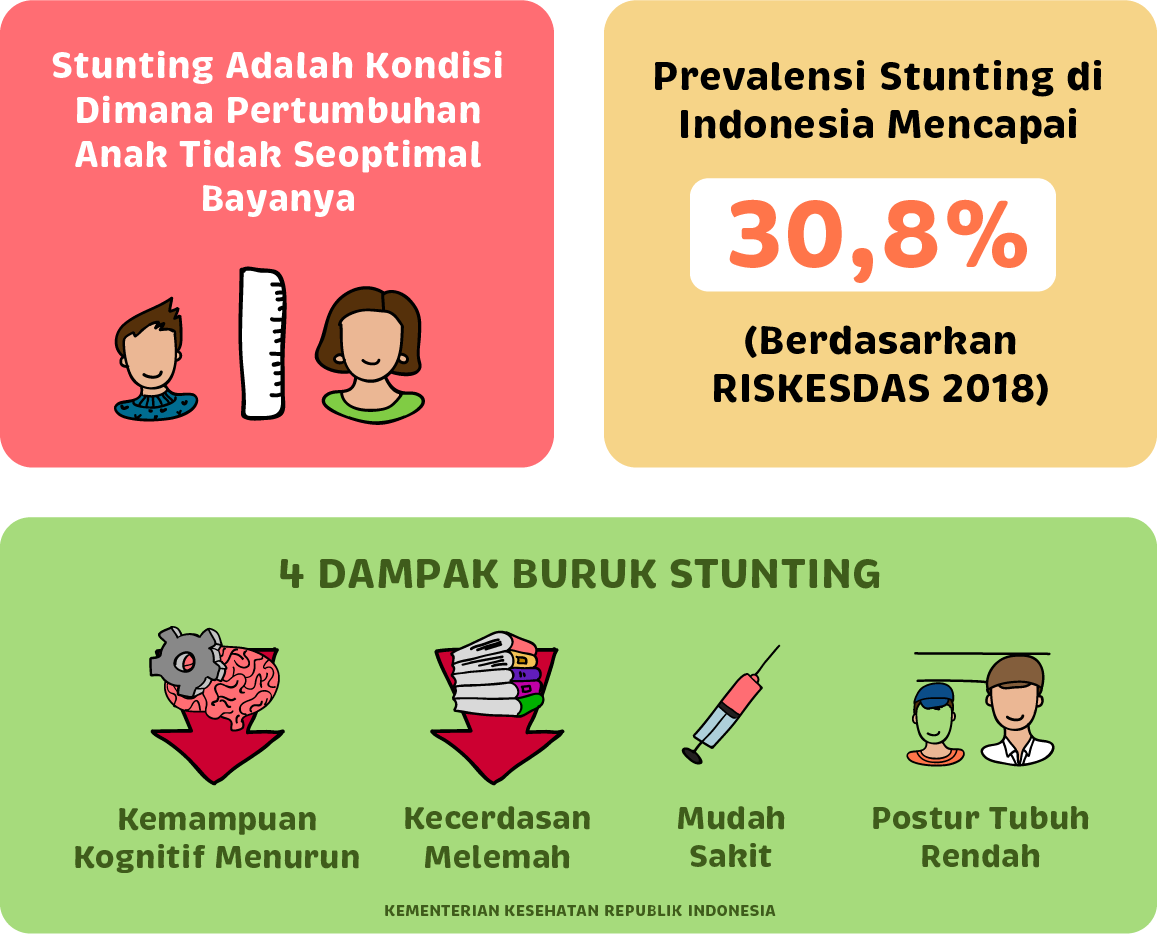 Stunting Adalah Kondisi
Dimana Pertumbuhan
Anak Tidak Seoptimal
Bayanya
Prevalensi Stunting di
Indonesia Mencapai
30,8%
(Berdasarkan
RISKESDAS 2018)
4 DAMPAK BURUK STUNTING
Kemampuan
Kognitif Menurun
Kecerdasan
Melemah
Mudah
Sakit
Postur Tubuh
Rendah
KEMENTERIAN KESEHATAN REPUBLIK INDONESIA